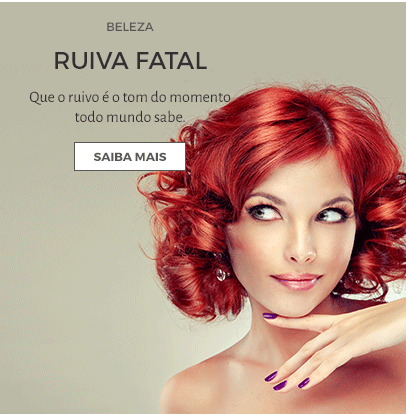 BELEZA
RUIVA FATAL
Que o ruivo é o tom do momento
todo mundo sabe.
SAIBA MAIS